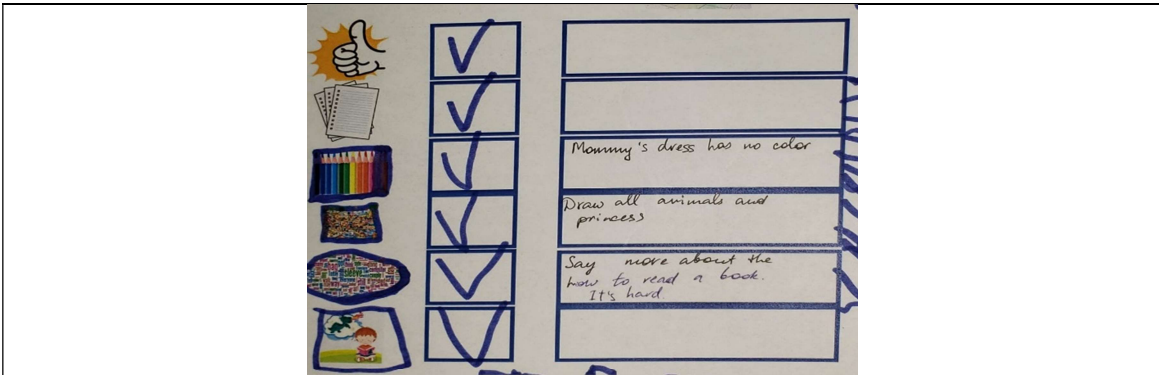 Mommy's dress has no color
Draw all animals and
princess
Say more about the
how to read a book.
It's hard.